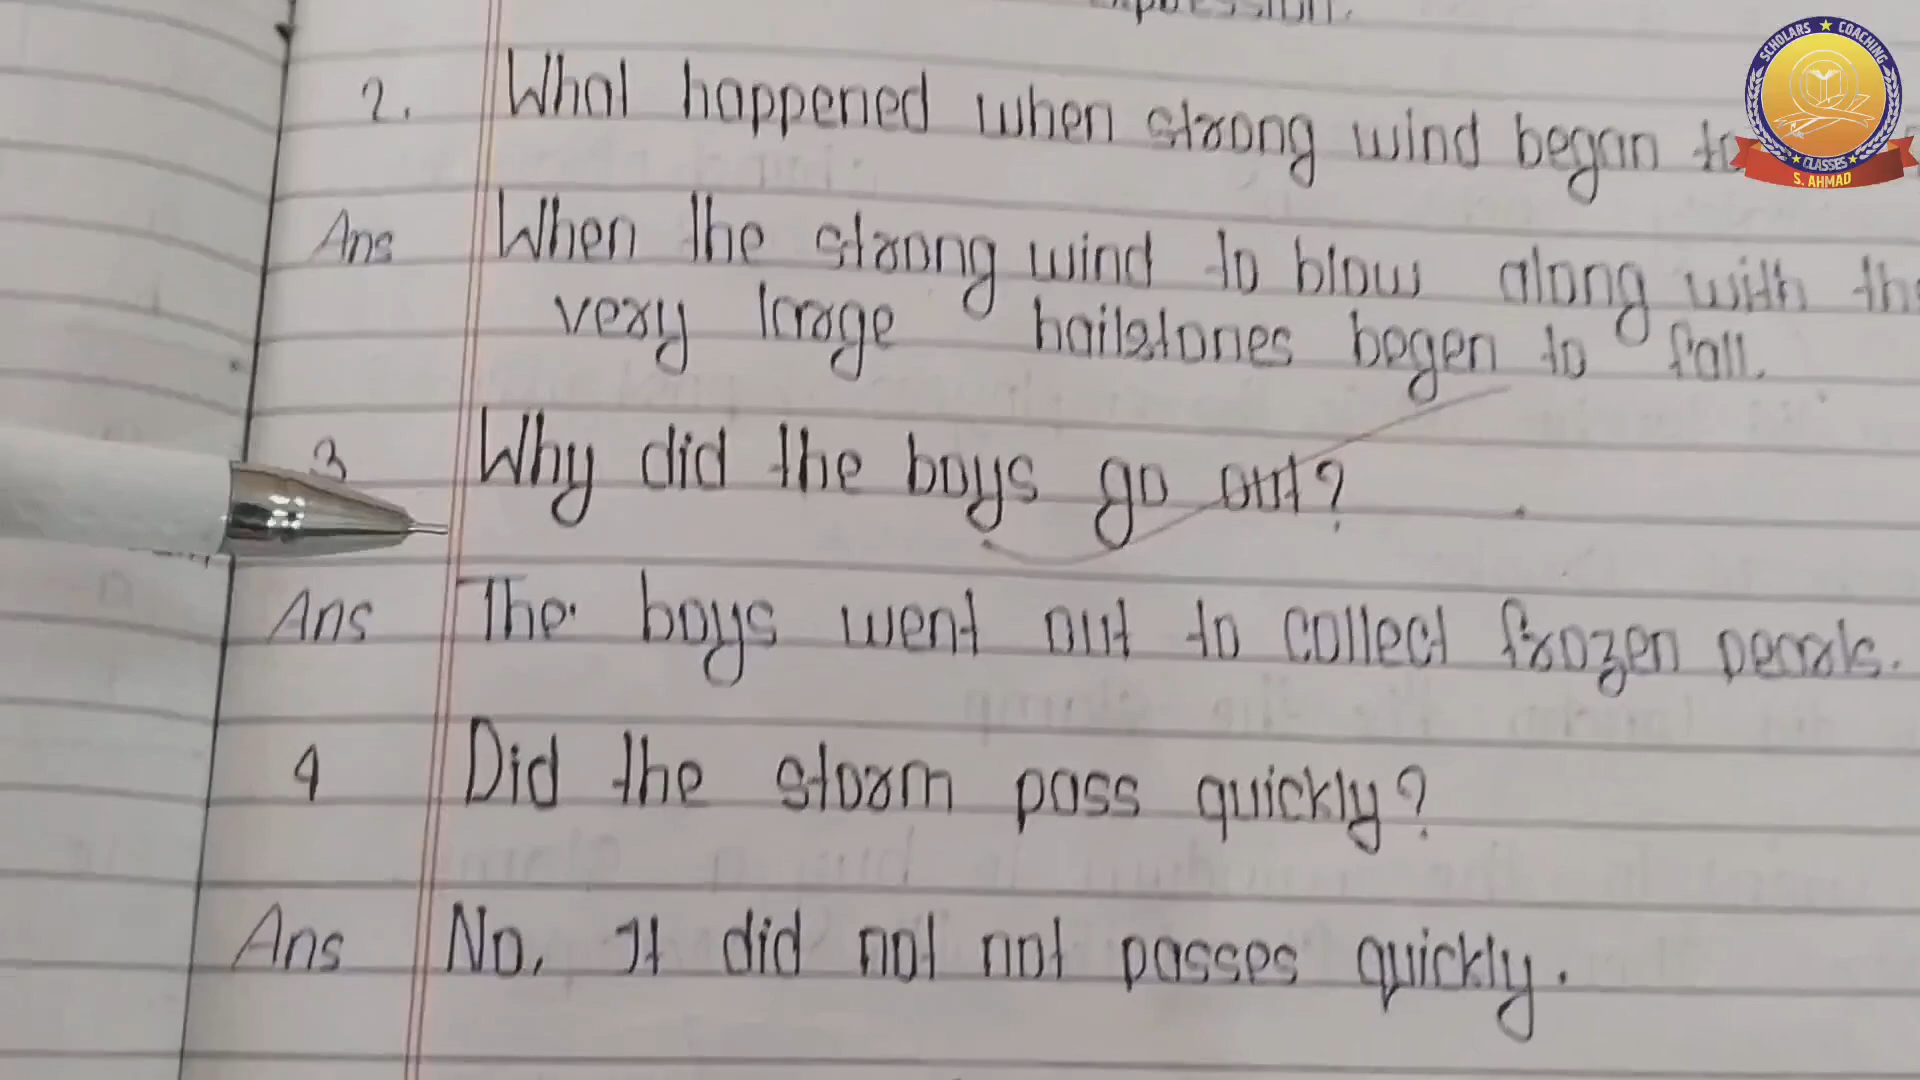 2. What happened when strong wind began to
Ans When the strong wind to blow along with the
very large hailstones begen to fall.
3 Why did the boys go out?
Ans The boys went out to collect frozen pearls.
4 Did the storm pass quickly?
Ans No, It did not not passes quickly.
SCHOLARS ★ COACHING
★ CLASSES ★
S. AHMAD